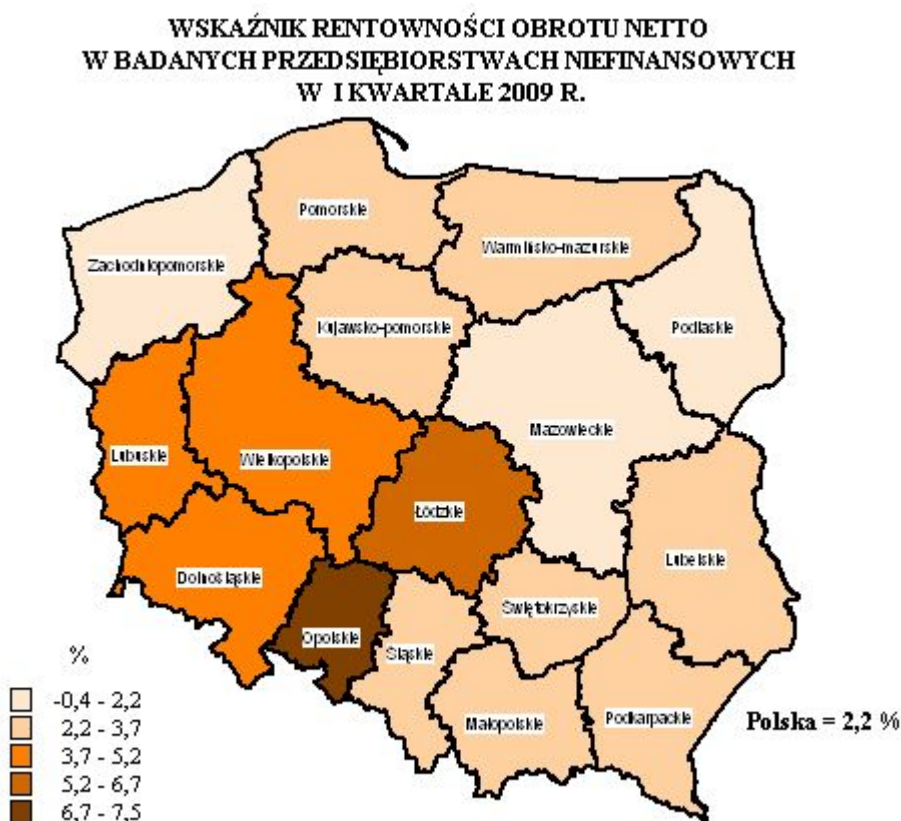 WSKAŹNIK RENTOWNOŚCI OBROTU NETTO
W BADANYCH PRZEDSIĘBIORSTWACH NIEFINANSOWYCH
W I KWARTALE 2009 R.
Pomorskie
Warmińsko-mazurskie
Zachodniopomorskie
Kujawsko-pomorskie
Podlaskie
Mazowieckie
Lubuskie
Wielkopolskie
Łódzkie
Lubelskie
Dolnośląskie
Świętokrzyskie
Opolskie
Śląskie
Małopolskie
Podkarpackie
%
-0,4 - 2,2
2,2 - 3,7
3,7 - 5,2
5,2 - 6,7
6,7 - 7,5
Polska = 2,2 %